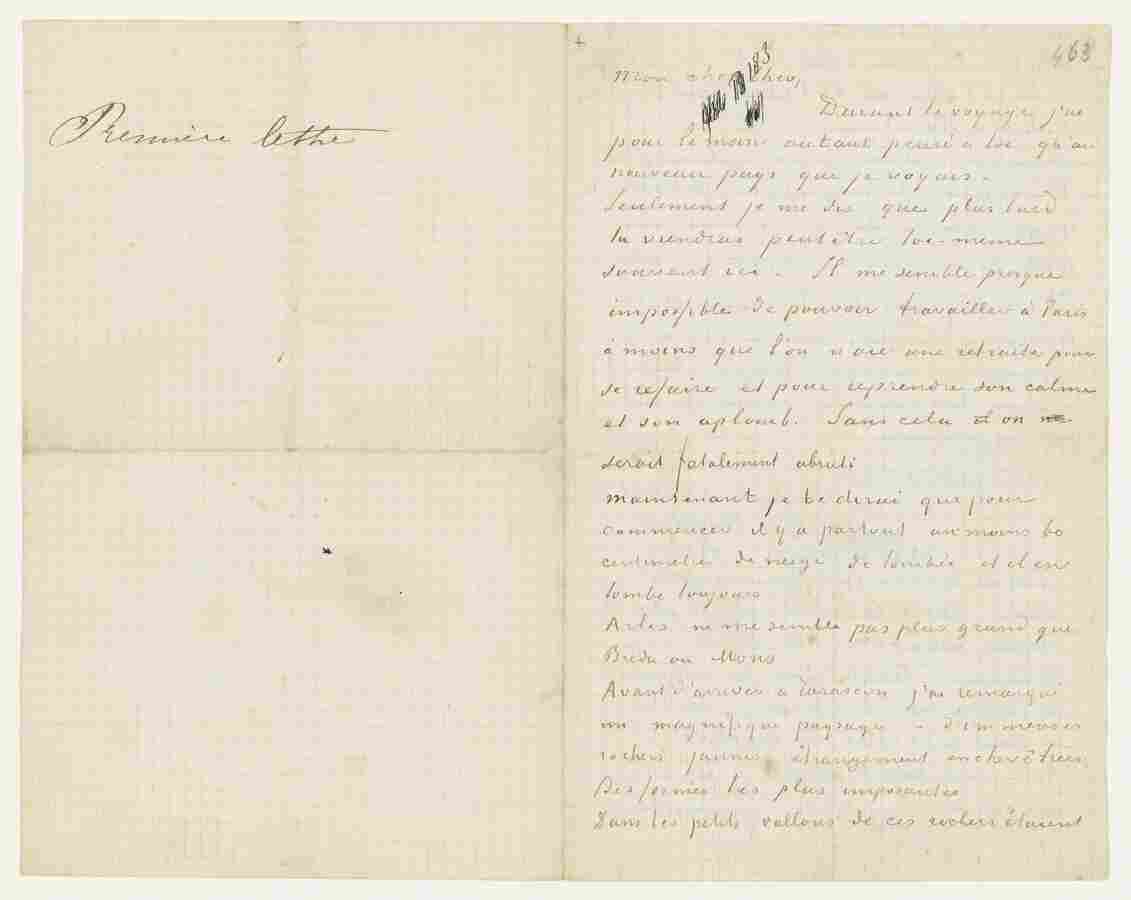 Première lettre
463
Mon cher Theo,
Durant le voyage j'ai
pour le moins autant pensé à toi qu'au
nouveau pays que je voyais.
Seulement je me dis que plus tard
tu viendras peut être toi-même
souvent ici. Il me semble presque
impossible de pouvoir travailler à Paris
à moins que l'on n'aie une retraite pour
se refaire et pour reprendre son calme
et son aplomb. Sans cela on
serait fatalement abruti
maintenant je te dirai que pour
commencer il y a partout au moins 60
centimètres de neige de tombée et il en
tombe toujours
Arles ne me semble pas plus grand que
Breda ou Mons
Avant d'arriver à Tarascon j'ai remarqué
un magnifique paysage – d'immenses
rochers jaunes étrangement enchevêtrés
des formes les plus imposantes
Dans les petits vallons de ces rochers étaient